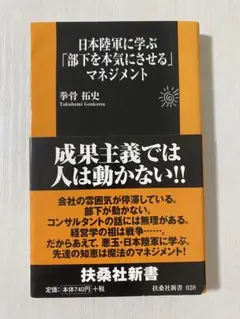 日本陸軍に学ぶ
「部下を本気にさせる」
マネジメント
拳骨 拓史
Takufumi Genkotsu
成果主義では
人は動かない!!
会社の雰囲気が停滞している。
部下が動かない。
コンサルタントの話には無理がある。
経営学の祖は戦争……。
だからあえて、悪玉・日本陸軍に学ぶ。
先達の知恵は魔法のマネジメント!
扶桑社新書
定価:本体740円+税
扶桑社新書 028